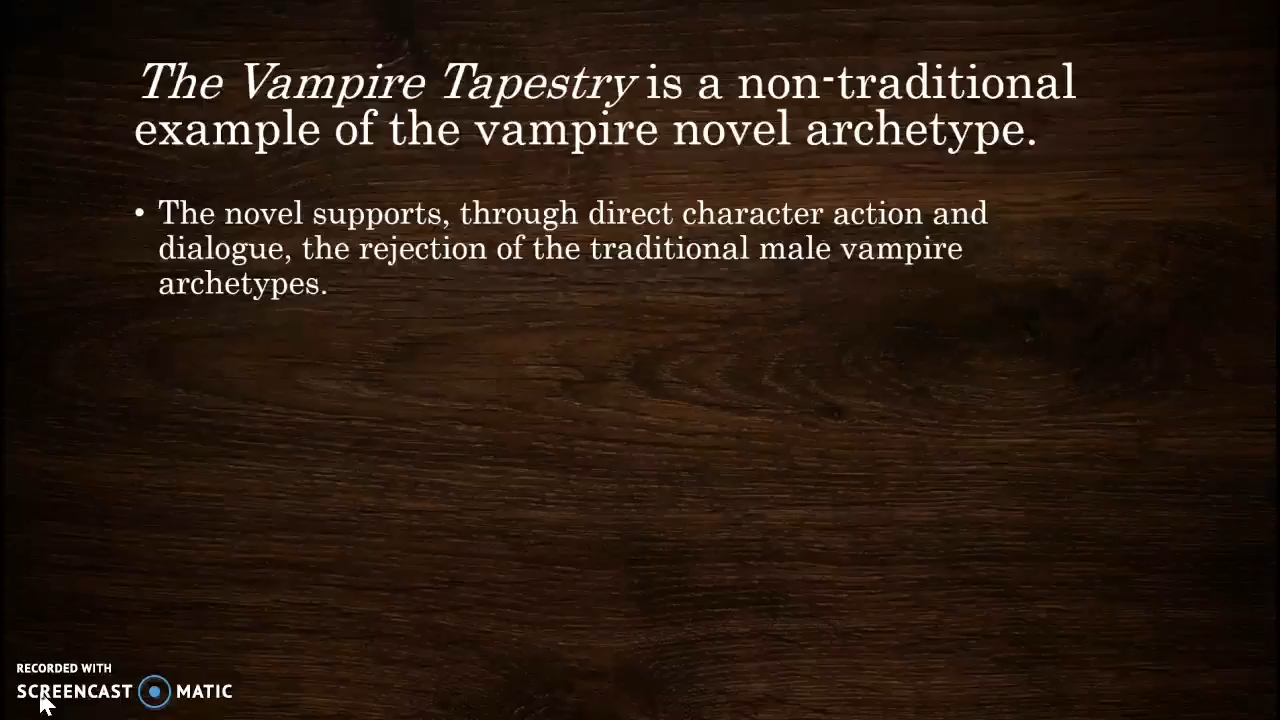 The Vampire Tapestry is a non-traditional
example of the vampire novel archetype.
• The novel supports, through direct character action and
dialogue, the rejection of the traditional male vampire
archetypes.
RECORDED WITH
SCREENCAST MATIC